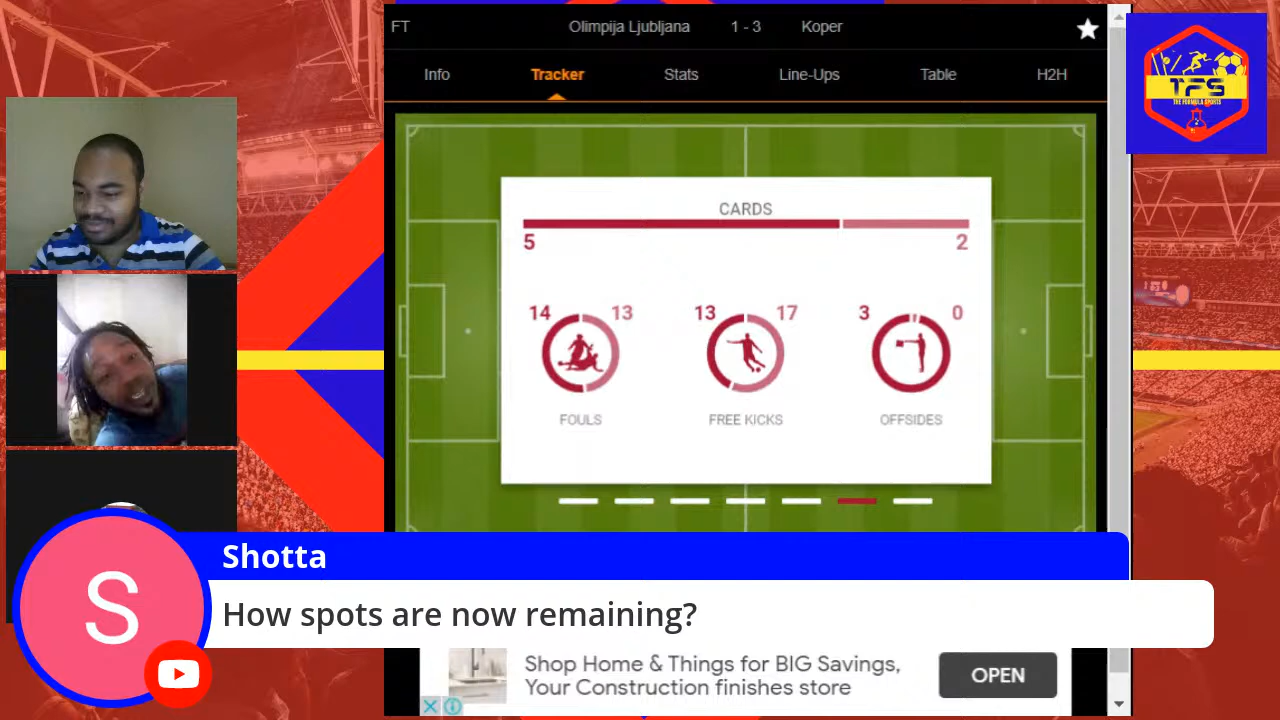 FT Olimpija Ljubljana 1 - 3 Koper
Info Tracker Stats Line-Ups Table H2H
TFS
THE FORMULA SPORTS
CARDS
5 2
14 13 13 17 3 0
FOULS FREE KICKS OFFSIDES
Shotta
S
How spots are now remaining?
Shop Home & Things for BIG Savings,
Your Construction finishes store
OPEN